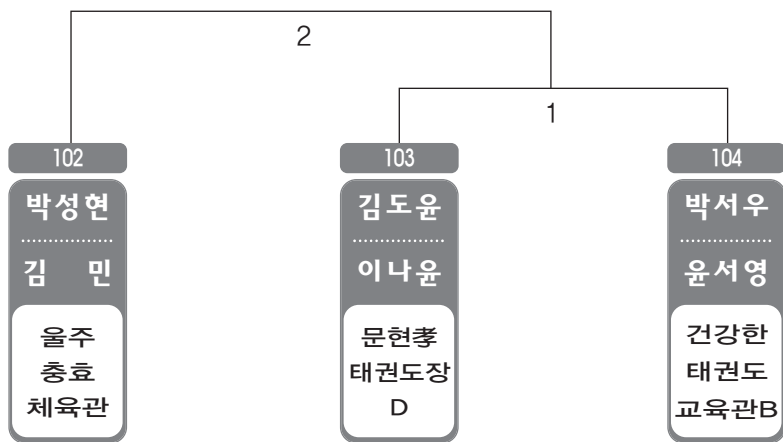 2
1
102
103
104
박성현
김도윤
박서우
김 민
이나윤
윤서영
울주
충효
체육관
문현孝
태권도장
D
건강한
태권도
교육관B